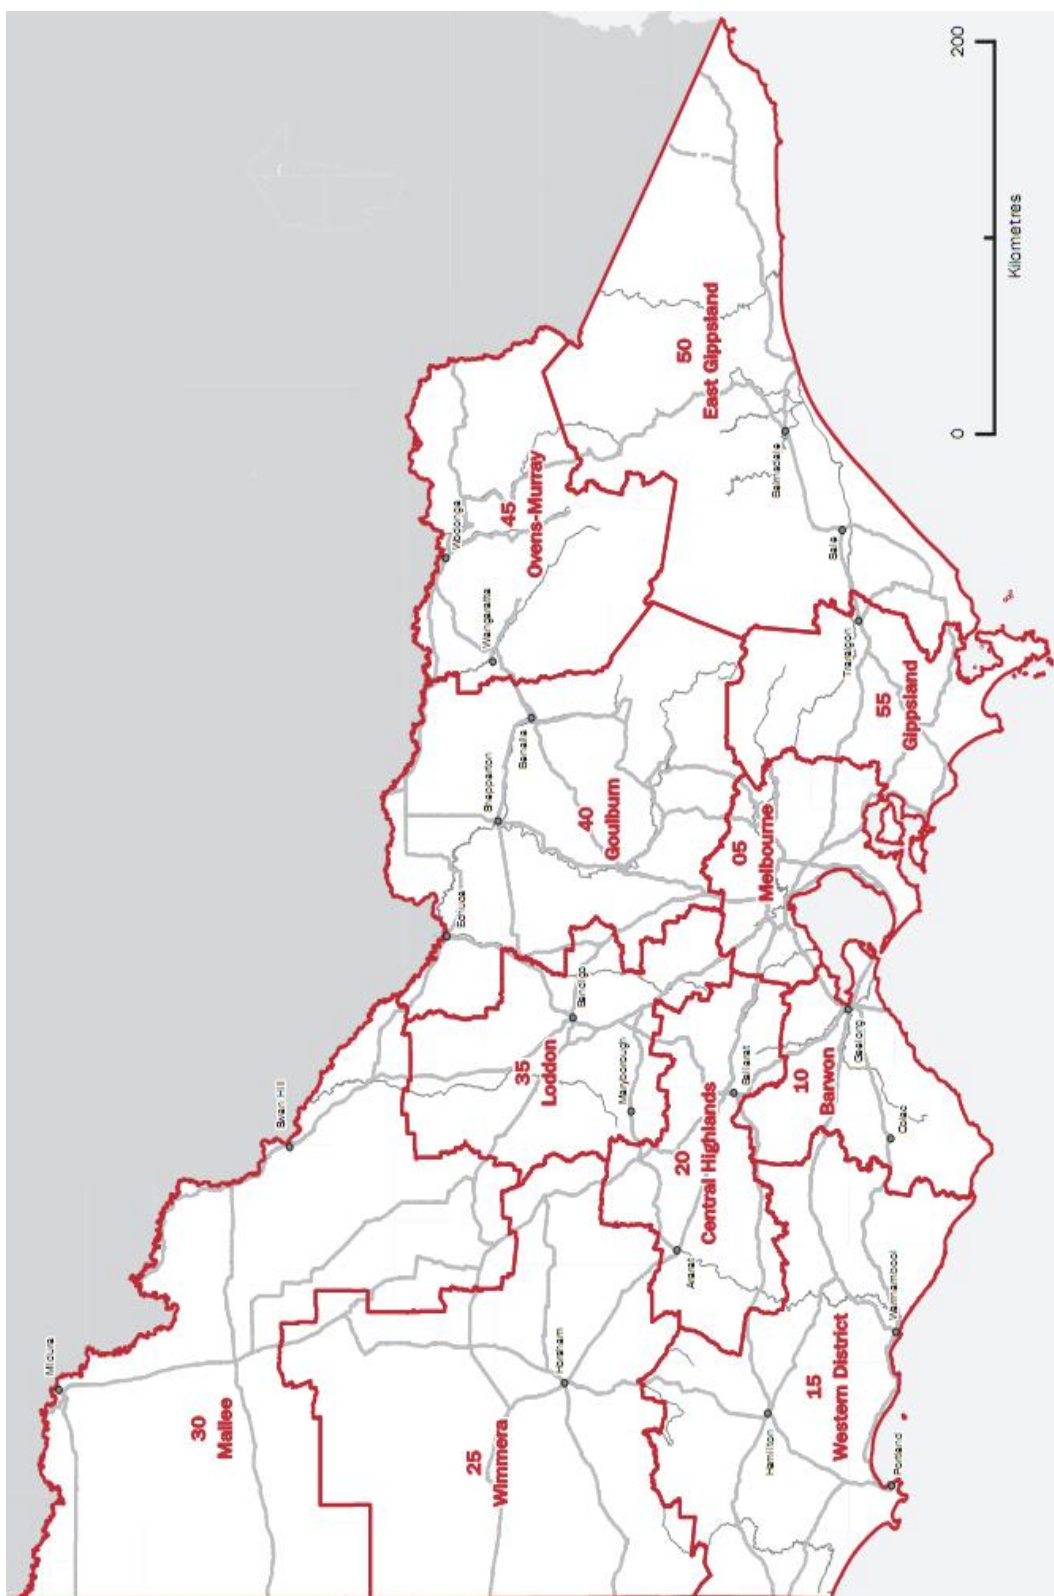 Mildura
30
Mallee
Swan Hill
25
Wimmera
Horsham
35
Loddon
Bendigo
Maryborough
Echuca
40
Goulburn
Shepparton
Benalla
Wangaratta
Wodonga
45
Ovens-Murray
20
Central Highlands
Ararat
Ballarat
05
Melbourne
15
Western District
Hamilton
Portland
Warrnambool
10
Barwon
Geelong
Colac
55
Gippsland
Traralgon
Sale
50
East Gippsland
Bairnsdale
0
200
Kilometres